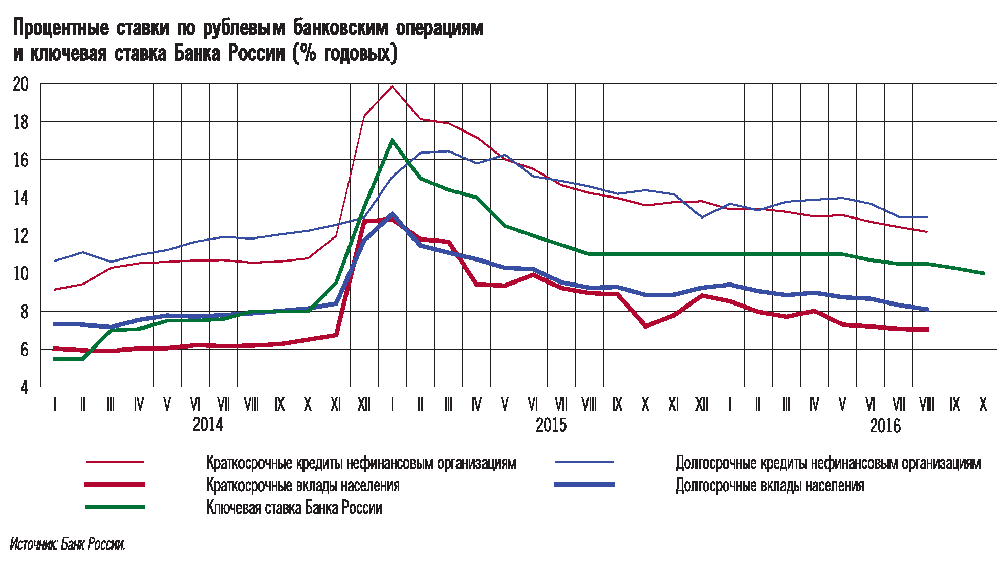 Процентные ставки по рублевым банковским операциям
и ключевая ставка Банка России (% годовых)
20
18
16
14
12
10
8
6
4
I II III IV V VI VII VIII IX X XI XII I II III IV V VI VII VIII IX X XI XII I II III IV V VI VII VIII IX X
2014 2015 2016
Краткосрочные кредиты нефинансовым организациям Долгосрочные кредиты нефинансовым организациям
Краткосрочные вклады населения Долгосрочные вклады населения
Ключевая ставка Банка России
Источник: Банк России.